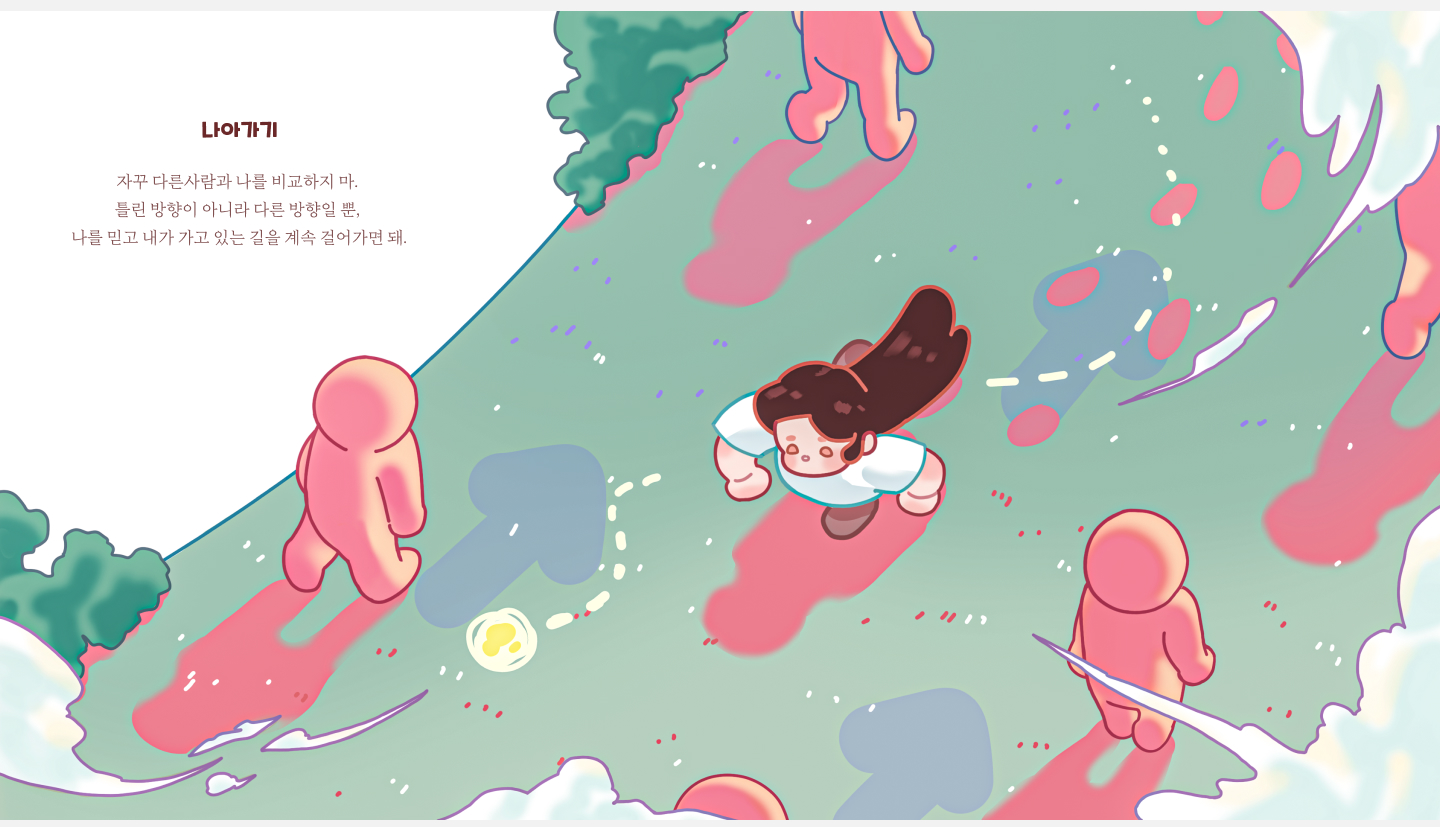 나아가기
자꾸 다른사람과 나를 비교하지 마.
틀린 방향이 아니라 다른 방향일 뿐,
나를 믿고 내가 가고 있는 길을 계속 걸어가면 돼.